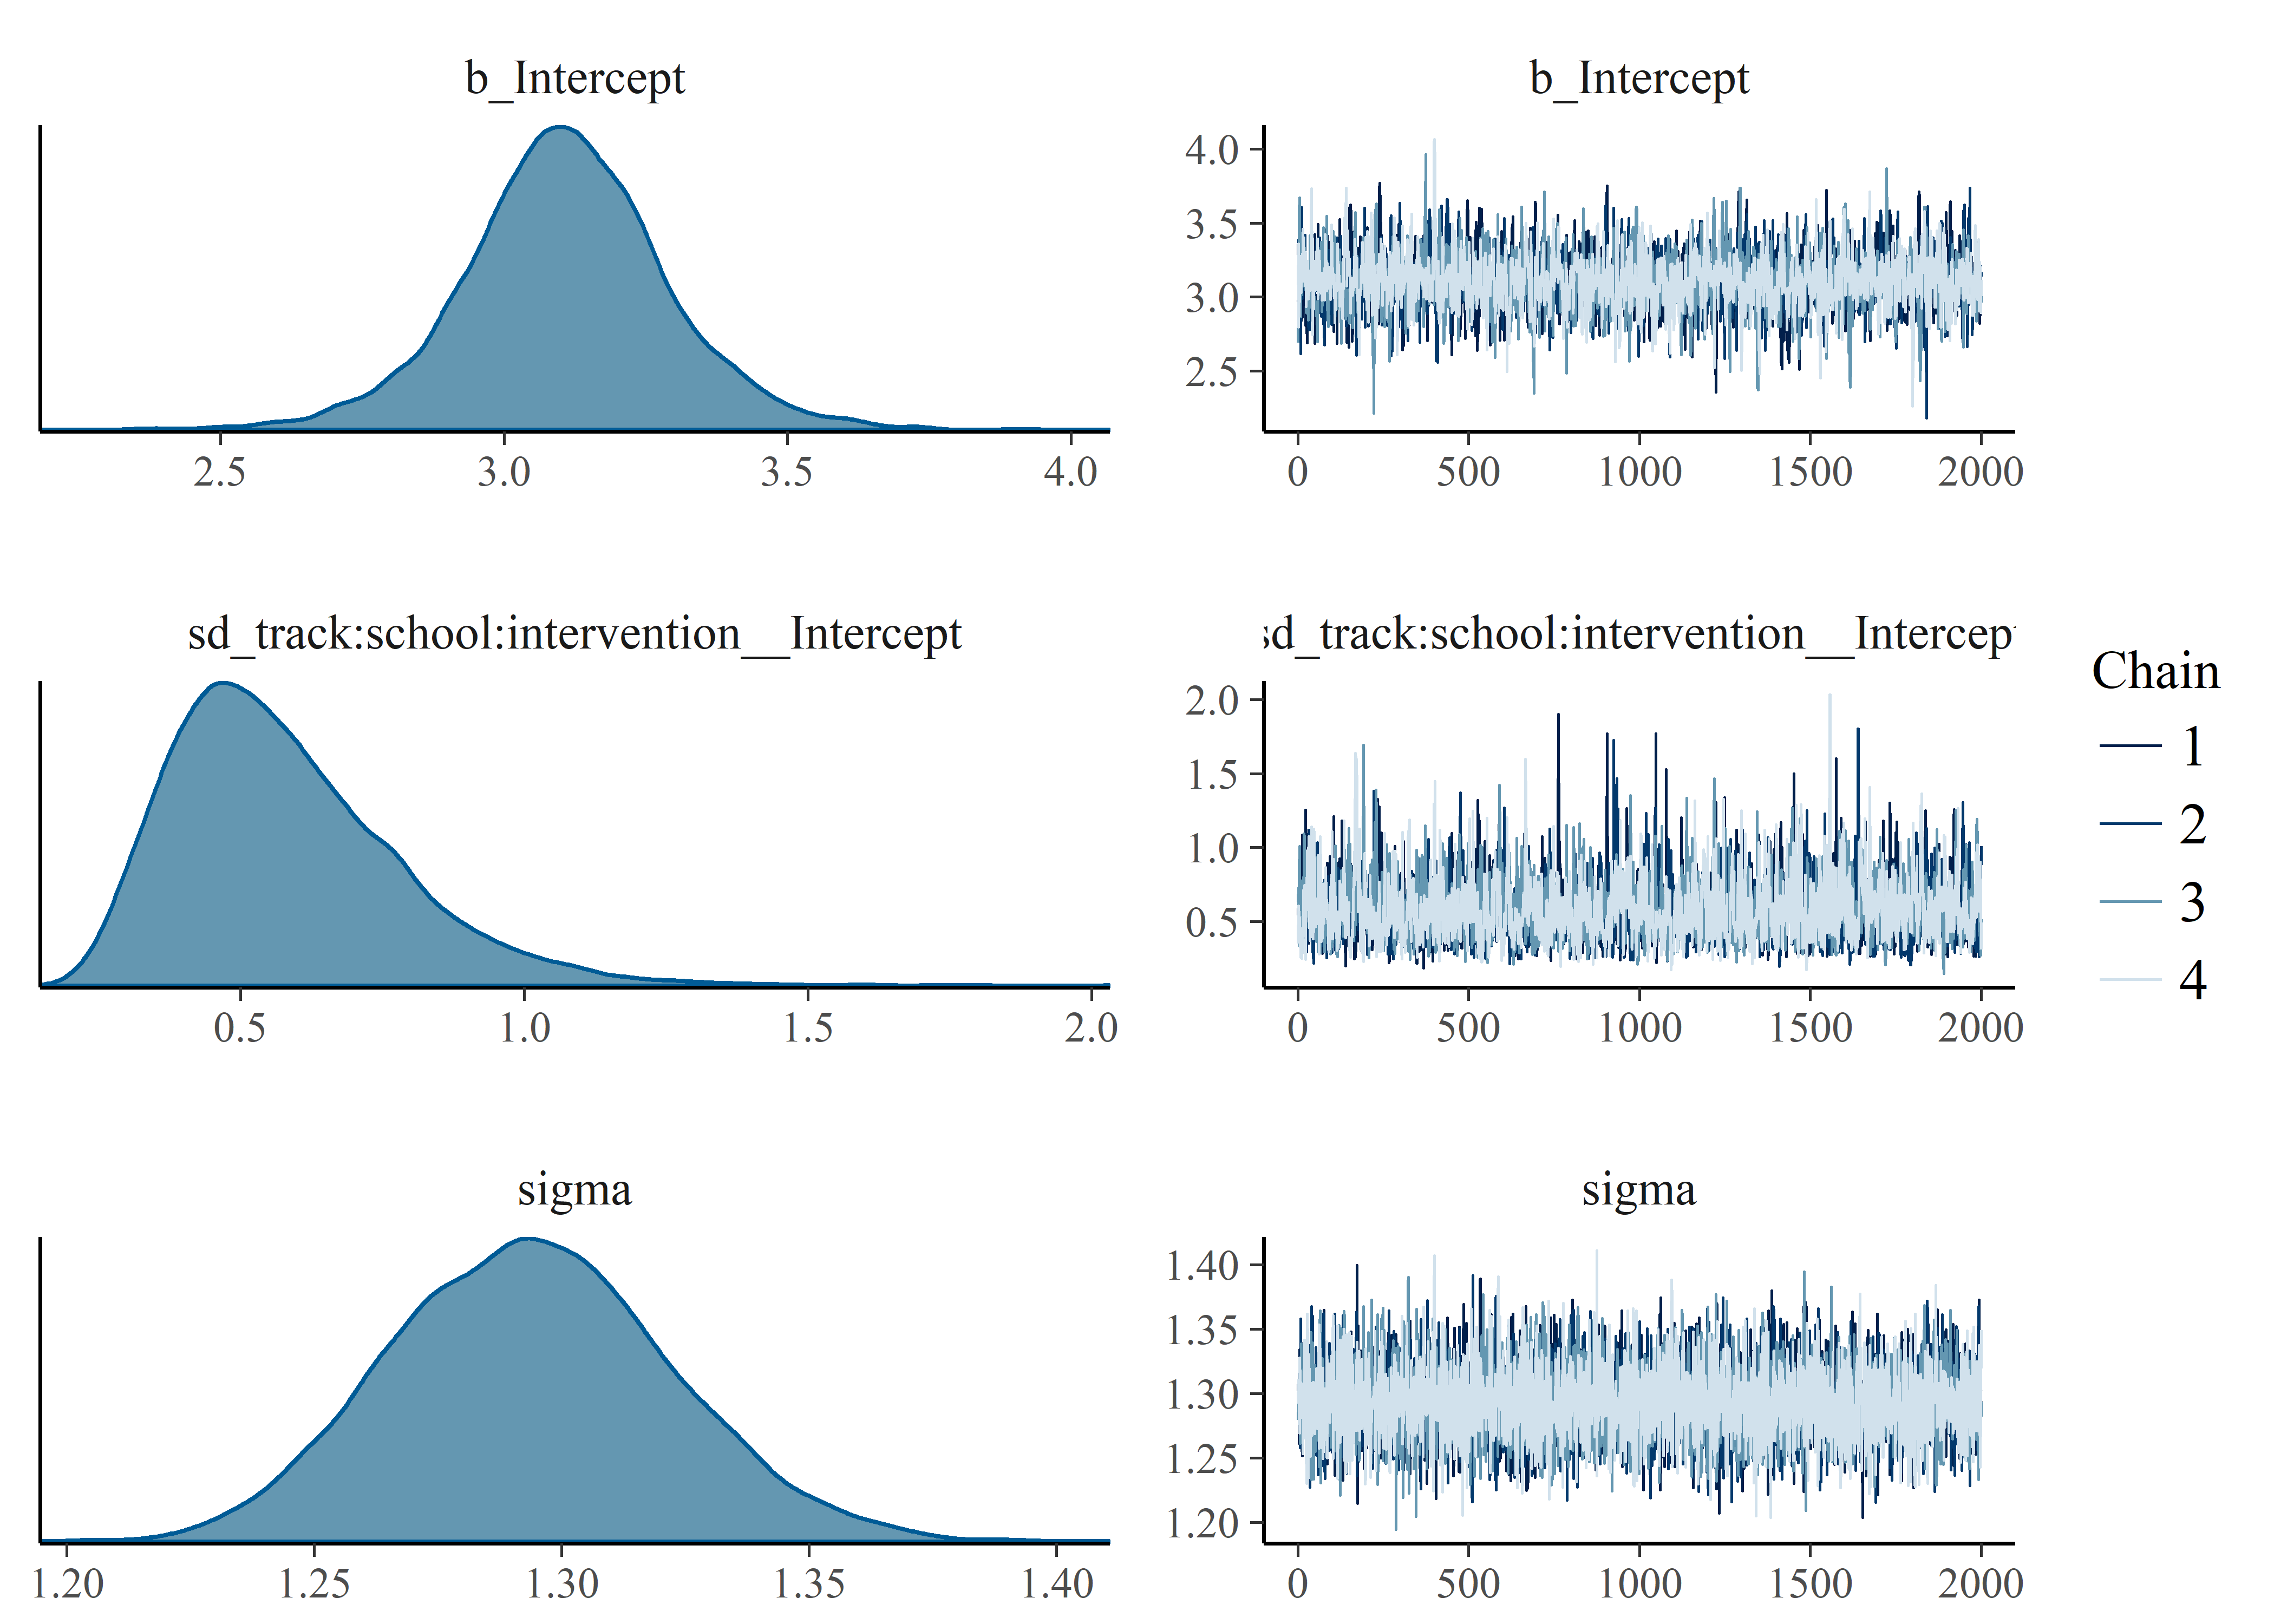 b_Intercept
2.5 3.0 3.5 4.0
b_Intercept
4.0
3.5
3.0
2.5
0 500 1000 1500 2000
sd_track:school:intervention__Intercept
0.5 1.0 1.5 2.0
sd_track:school:intervention__Intercept
2.0
1.5
1.0
0.5
0 500 1000 1500 2000
Chain
1
2
3
4
sigma
1.20 1.25 1.30 1.35 1.40
sigma
1.40
1.35
1.30
1.25
1.20
0 500 1000 1500 2000